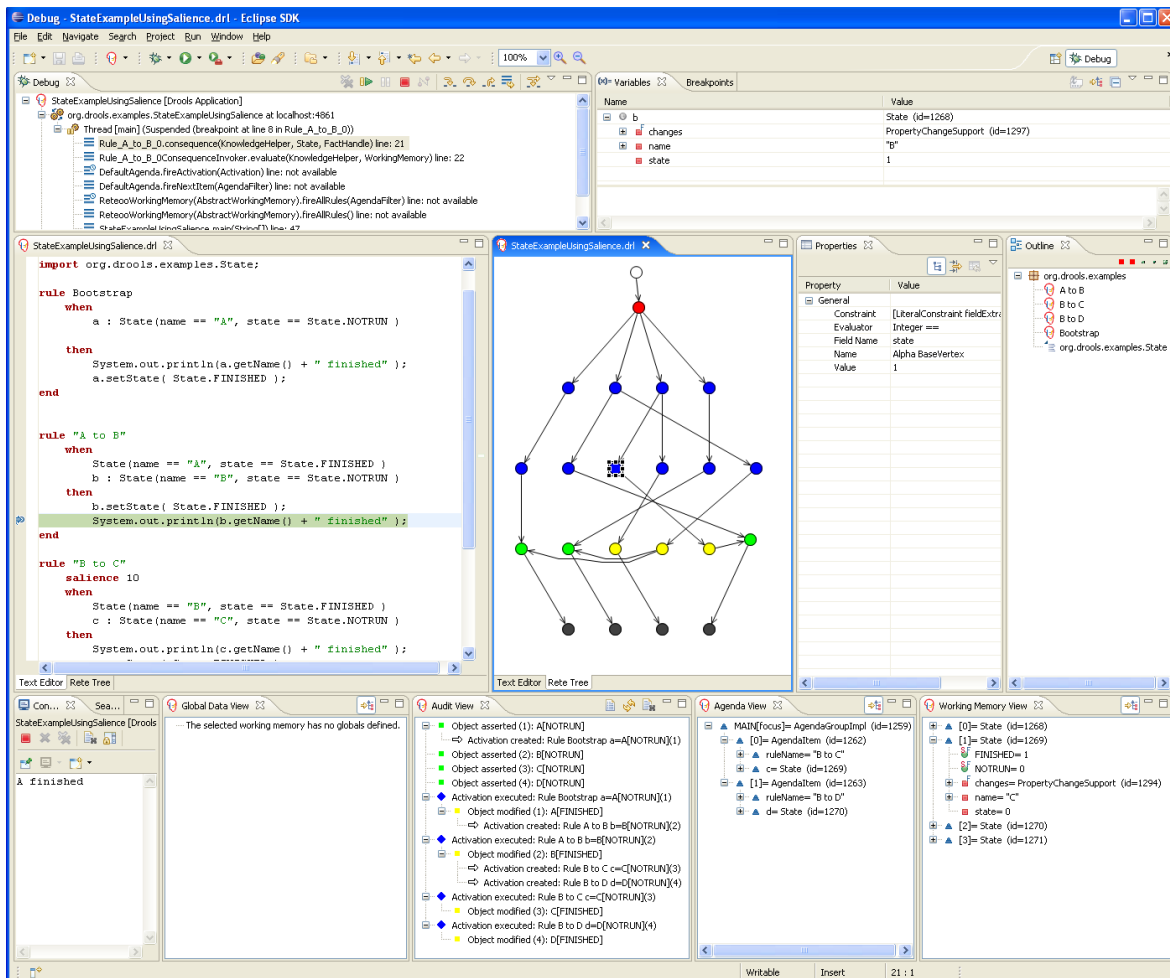 Debug - StateExampleUsingSalience.drl - Eclipse SDK
File Edit Navigate Search Project Run Window Help
100%
Debug
Debug
StateExampleUsingSalience [Drools Application]
org.drools.examples.StateExampleUsingSalience at localhost:4861
Thread [main] (Suspended (breakpoint at line 8 in Rule_A_to_B_0))
Rule_A_to_B_0.consequence(KnowledgeHelper, State, FactHandle) line: 21
Rule_A_to_B_0ConsequenceInvoker.evaluate(KnowledgeHelper, WorkingMemory) line: 22
DefaultAgenda.fireActivation(Activation) line: not available
DefaultAgenda.fireNextItem(AgendaFilter) line: not available
ReteooWorkingMemory(AbstractWorkingMemory).fireAllRules(AgendaFilter) line: not available
ReteooWorkingMemory(AbstractWorkingMemory).fireAllRules() line: not available
StateExampleUsingSalience.main(String[]) line: 47
(x)= Variables Breakpoints
Name Value
b State (id=1268)
changes PropertyChangeSupport (id=1297)
name "B"
state 1
StateExampleUsingSalience.drl
import org.drools.examples.State;
rule Bootstrap
when
a : State(name == "A", state == State.NOTRUN )
then
System.out.println(a.getName() + " finished" );
a.setState( State.FINISHED );
end
rule "A to B"
when
State(name == "A", state == State.FINISHED )
b : State(name == "B", state == State.NOTRUN )
then
b.setState( State.FINISHED );
System.out.println(b.getName() + " finished" );
end
rule "B to C"
salience 10
when
State(name == "B", state == State.FINISHED )
c : State(name == "C", state == State.NOTRUN )
then
System.out.println(c.getName() + " finished" );
Text Editor Rete Tree
StateExampleUsingSalience.drl
Text Editor Rete Tree
Properties
Property Value
General
Constraint [LiteralConstraint fieldExtra
Evaluator Integer ==
Field Name state
Name Alpha BaseVertex
Value 1
Outline
org.drools.examples
A to B
B to C
B to D
Bootstrap
org.drools.examples.State
Con... Sea...
StateExampleUsingSalience [Drools
A finished
Global Data View
The selected working memory has no globals defined.
Audit View
Object asserted (1): A[NOTRUN]
Activation created: Rule Bootstrap a=A[NOTRUN](1)
Object asserted (2): B[NOTRUN]
Object asserted (3): C[NOTRUN]
Object asserted (4): D[NOTRUN]
Activation executed: Rule Bootstrap a=A[NOTRUN](1)
Object modified (1): A[FINISHED]
Activation created: Rule A to B b=B[NOTRUN](2)
Activation executed: Rule A to B b=B[NOTRUN](2)
Object modified (2): B[FINISHED]
Activation created: Rule B to C c=C[NOTRUN](3)
Activation created: Rule B to D d=D[NOTRUN](4)
Activation executed: Rule B to C c=C[NOTRUN](3)
Object modified (3): C[FINISHED]
Activation executed: Rule B to D d=D[NOTRUN](4)
Object modified (4): D[FINISHED]
Agenda View
MAIN[focus]= AgendaGroupImpl (id=1259)
[0]= AgendaItem (id=1262)
ruleName= "B to C"
c= State (id=1269)
[1]= AgendaItem (id=1263)
ruleName= "B to D"
d= State (id=1270)
Working Memory View
[0]= State (id=1268)
[1]= State (id=1269)
FINISHED= 1
NOTRUN= 0
changes= PropertyChangeSupport (id=1294)
name= "C"
state= 0
[2]= State (id=1270)
[3]= State (id=1271)
Writable Insert 21 : 1